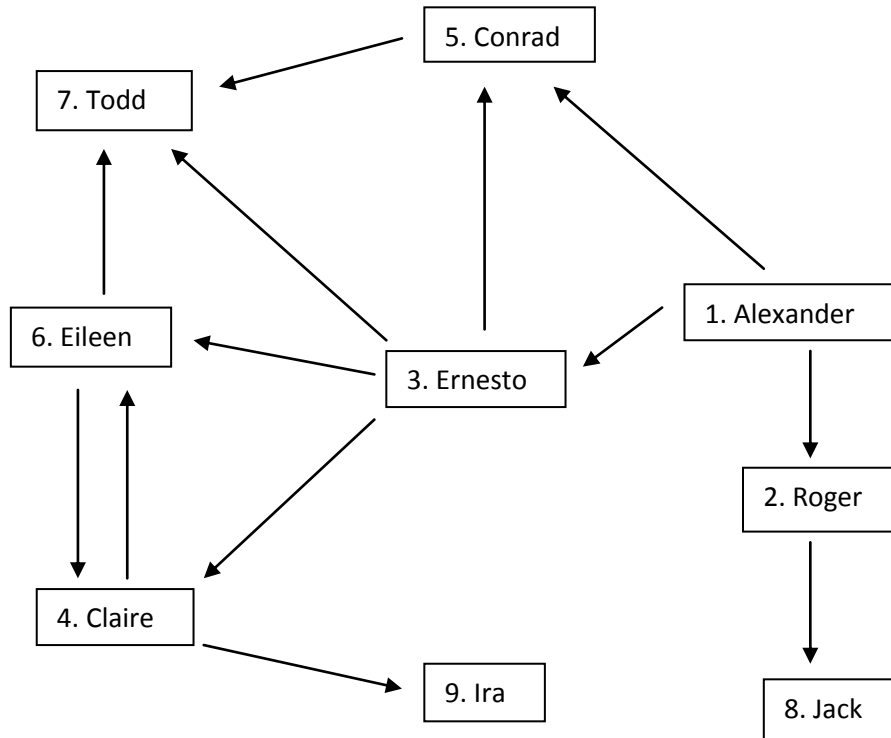 5. Conrad
7. Todd
6. Eileen
1. Alexander
3. Ernesto
2. Roger
4. Claire
9. Ira
8. Jack